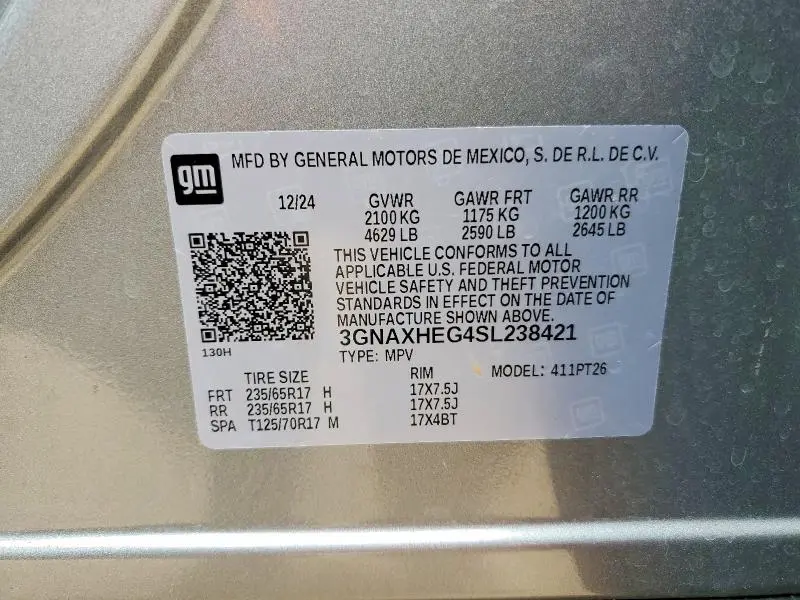 gm
MFD BY GENERAL MOTORS DE MEXICO, S. DE R.L. DE C.V.
12/24 GVWR GAWR FRT GAWR RR
2100 KG 1175 KG 1200 KG
4629 LB 2590 LB 2645 LB
THIS VEHICLE CONFORMS TO ALL
APPLICABLE U.S. FEDERAL MOTOR
VEHICLE SAFETY AND THEFT PREVENTION
STANDARDS IN EFFECT ON THE DATE OF
MANUFACTURE SHOWN ABOVE.
3GNAXHEG4SL238421
130H
TYPE: MPV
TIRE SIZE RIM MODEL: 411PT26
FRT 235/65R17 H 17X7.5J
RR 235/65R17 H 17X7.5J
SPA T125/70R17 M 17X4BT